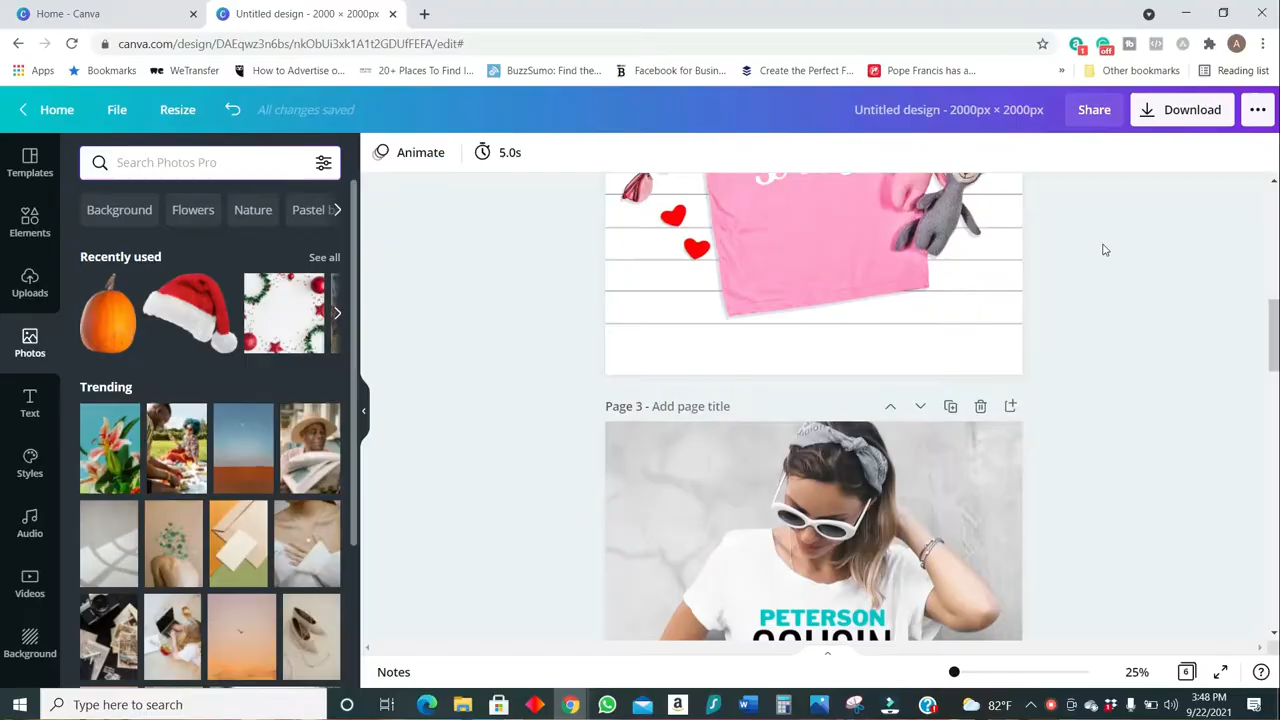 Home - Canva
Untitled design - 2000 × 2000px
canva.com/design/DAEqwz3n6bs/nkObUi3xk1A1t2GDUfFEFA/edit#
Apps
Bookmarks
WeTransfer
How to Advertise o...
20+ Places To Find I...
BuzzSumo: Find the...
Facebook for Busin...
Create the Perfect F...
Pope Francis has a...
»
Other bookmarks
Reading list
Home
File
Resize
All changes saved
Untitled design - 2000px × 2000px
Share
Download
Templates
Elements
Uploads
Photos
Text
Styles
Audio
Videos
Background
Search Photos Pro
Background
Flowers
Nature
Pastel
Recently used
See all
Trending
Animate
5.0s
Page 3 - Add page title
PETERSON
COUSIN
Notes
6
25%
Type here to search
82°F
3:48 PM
9/22/2021